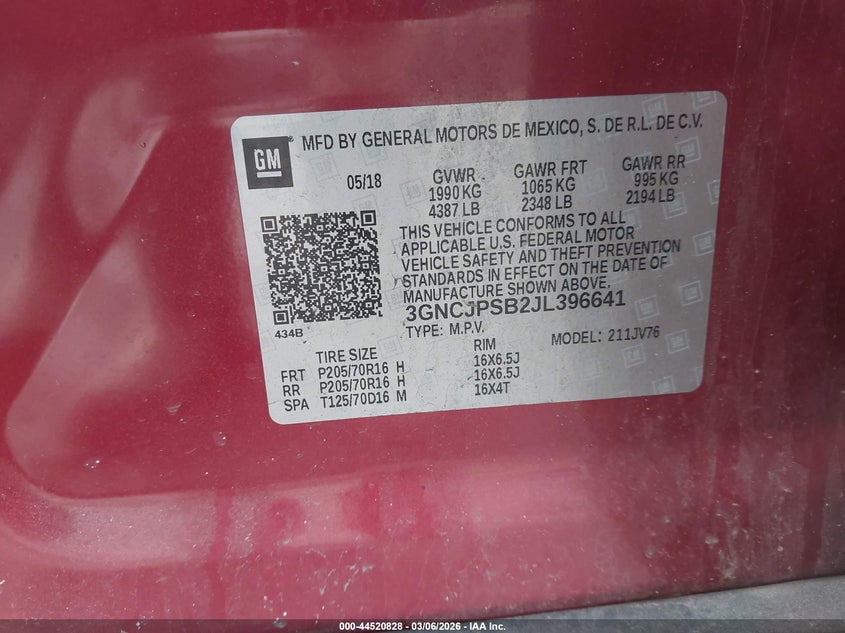 GM
MFD BY GENERAL MOTORS DE MEXICO, S. DE R.L. DE C.V.
05/18
GVWR
1990 KG
4387 LB
GAWR FRT
1065 KG
2348 LB
GAWR RR
995 KG
2194 LB
THIS VEHICLE CONFORMS TO ALL
APPLICABLE U.S. FEDERAL MOTOR
VEHICLE SAFETY AND THEFT PREVENTION
STANDARDS IN EFFECT ON THE DATE OF
MANUFACTURE SHOWN ABOVE.
434B
3GNCJPSB2JL396641
TYPE: M.P.V.
MODEL: 211JV76
TIRE SIZE RIM
FRT P205/70R16 H 16X6.5J
RR P205/70R16 H 16X6.5J
SPA T125/70D16 M 16X4T
000-44520828 - 03/06/2026 - IAA Inc.